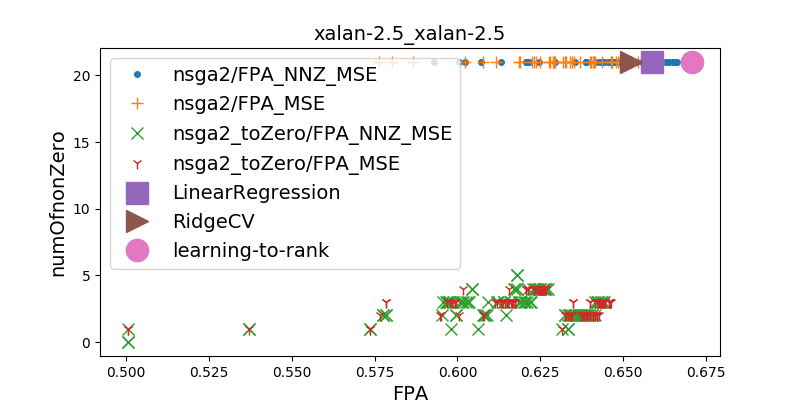 xalan-2.5_xalan-2.5
numOfnonZero
20
15
10
5
0
nsga2/FPA_NNZ_MSE
nsga2/FPA_MSE
nsga2_toZero/FPA_NNZ_MSE
nsga2_toZero/FPA_MSE
LinearRegression
RidgeCV
learning-to-rank
0.500 0.525 0.550 0.575 0.600 0.625 0.650 0.675
FPA